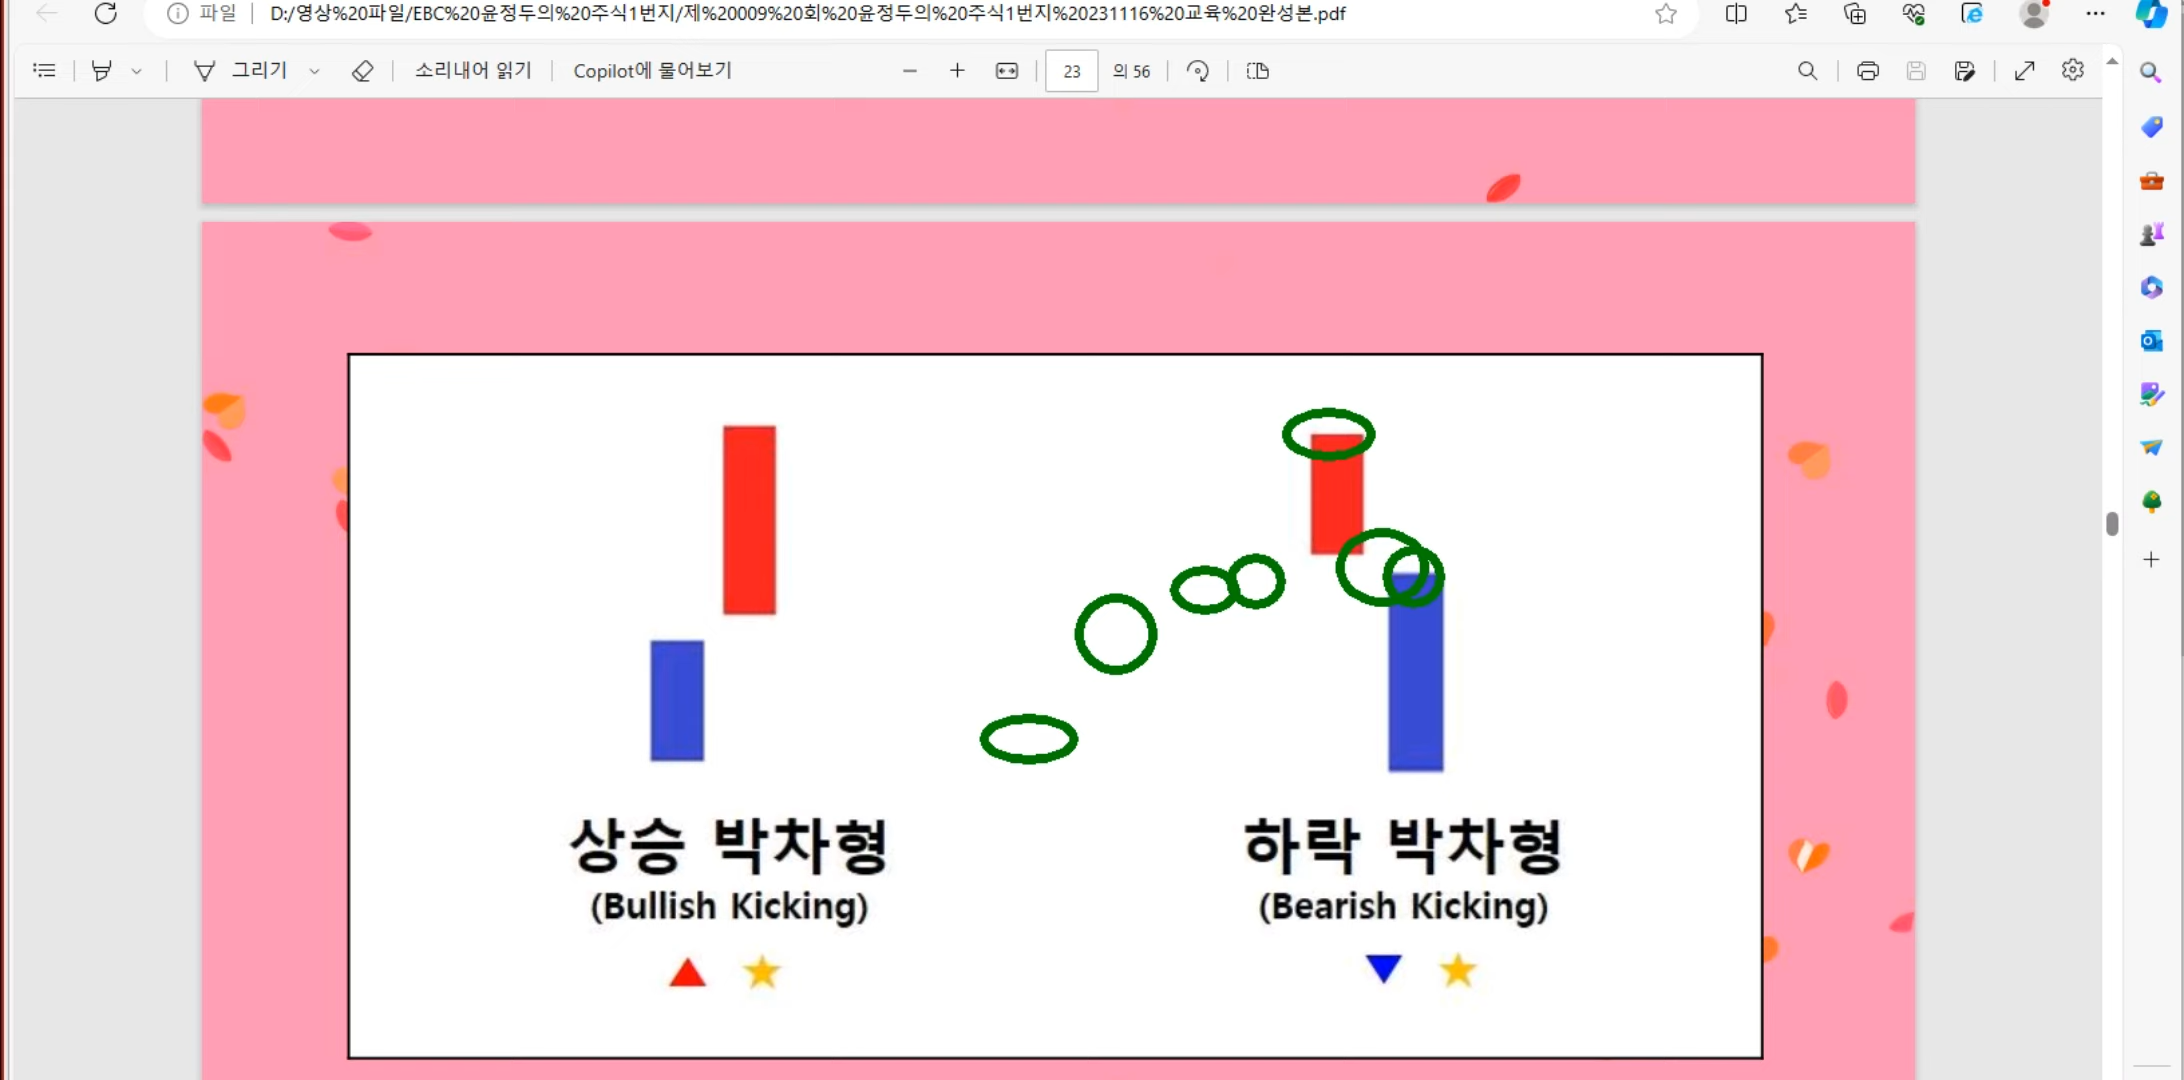 파일
D:/영상%20파일/EBC%20윤정두의%20주식1번지/제%20009%20회%20윤정두의%20주식1번지%20231116%20교육%20완성본.pdf
그리기
소리내어 읽기
Copilot에 물어보기
23
의 56
상승 박차형
(Bullish Kicking)
하락 박차형
(Bearish Kicking)